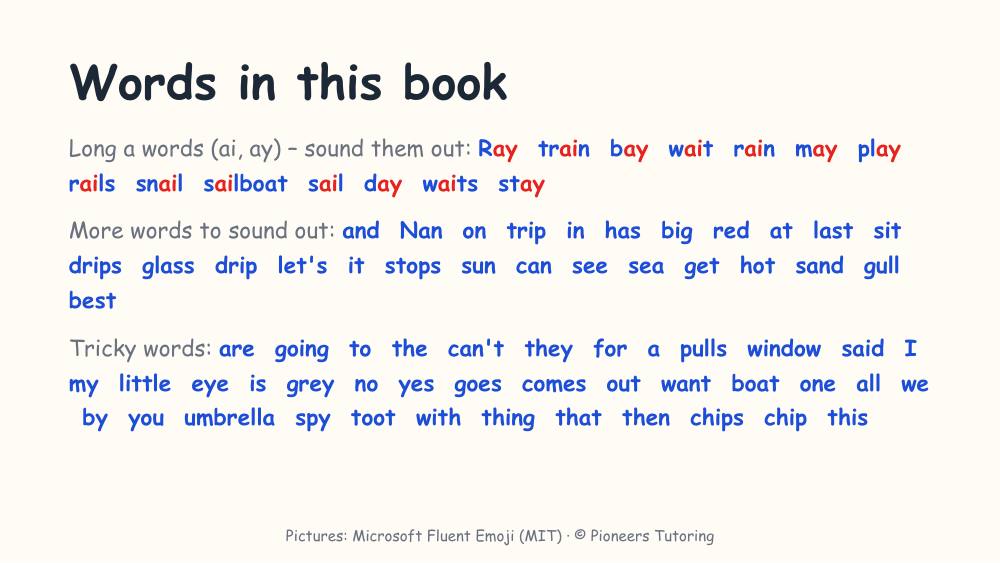 Words in this book
Long a words (ai, ay) – sound them out: Ray train bay wait rain may play
rails snail sailboat sail day waits stay
More words to sound out: and Nan on trip in has big red at last sit
drips glass drip let's it stops sun can see sea get hot sand gull
best
Tricky words: are going to the can't they for a pulls window said I
my little eye is grey no yes goes comes out want boat one all we
by you umbrella spy toot with thing that then chips chip this
Pictures: Microsoft Fluent Emoji (MIT) · © Pioneers Tutoring